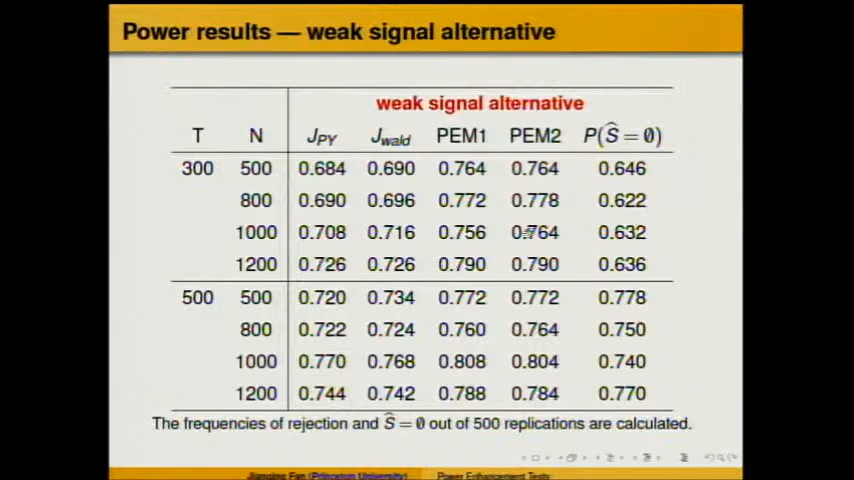 Power results — weak signal alternative
weak signal alternative
T N J_PY J_wald PEM1 PEM2 P(Ŝ = ∅)
300 500 0.684 0.690 0.764 0.764 0.646
800 0.690 0.696 0.772 0.778 0.622
1000 0.708 0.716 0.756 0.764 0.632
1200 0.726 0.726 0.790 0.790 0.636
500 500 0.720 0.734 0.772 0.772 0.778
800 0.722 0.724 0.760 0.764 0.750
1000 0.770 0.768 0.808 0.804 0.740
1200 0.744 0.742 0.788 0.784 0.770
The frequencies of rejection and Ŝ = ∅ out of 500 replications are calculated.
Jianqing Fan (Princeton University) Power Enhancement Tests